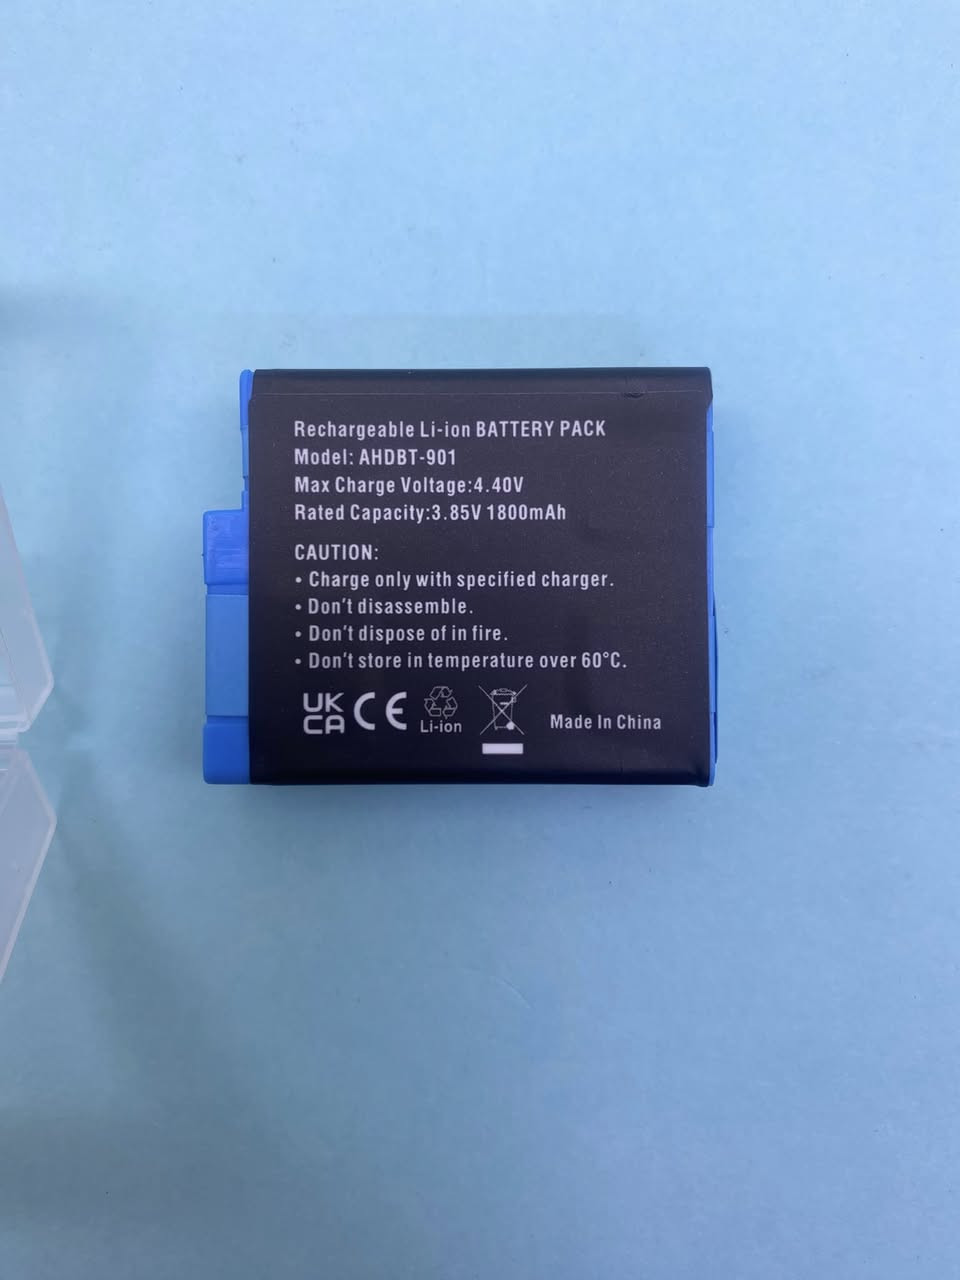 Rechargeable Li-ion BATTERY PACK
Model: AHDBT-901
Max Charge Voltage:4.40V
Rated Capacity:3.85V 1800mAh
CAUTION:
• Charge only with specified charger.
• Don't disassemble.
• Don't dispose of in fire.
• Don't store in temperature over 60°C.
UK
CA CE Li-ion Made In China